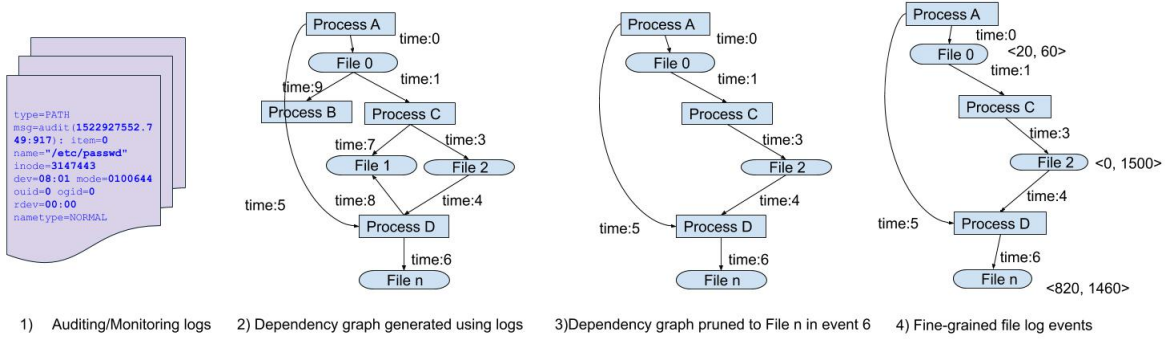 type=PATH
msg=audit(1522927552.7
49:917): item=0
name="/etc/passwd"
inode=3147443
dev=08:01 mode=0100644
ouid=0 ogid=0
rdev=00:00
nametype=NORMAL
1) Auditing/Monitoring logs
Process A
time:0
File 0
time:9
time:1
Process B
Process C
time:7
time:3
File 1
File 2
time:5
time:8
time:4
Process D
time:6
File n
2) Dependency graph generated using logs
Process A
time:0
File 0
time:1
Process C
time:3
File 2
time:4
time:5
Process D
time:6
File n
3)Dependency graph pruned to File n in event 6
Process A
time:0
File 0
<20, 60>
time:1
Process C
time:3
File 2
<0, 1500>
time:4
time:5
Process D
time:6
File n
<820, 1460>
4) Fine-grained file log events